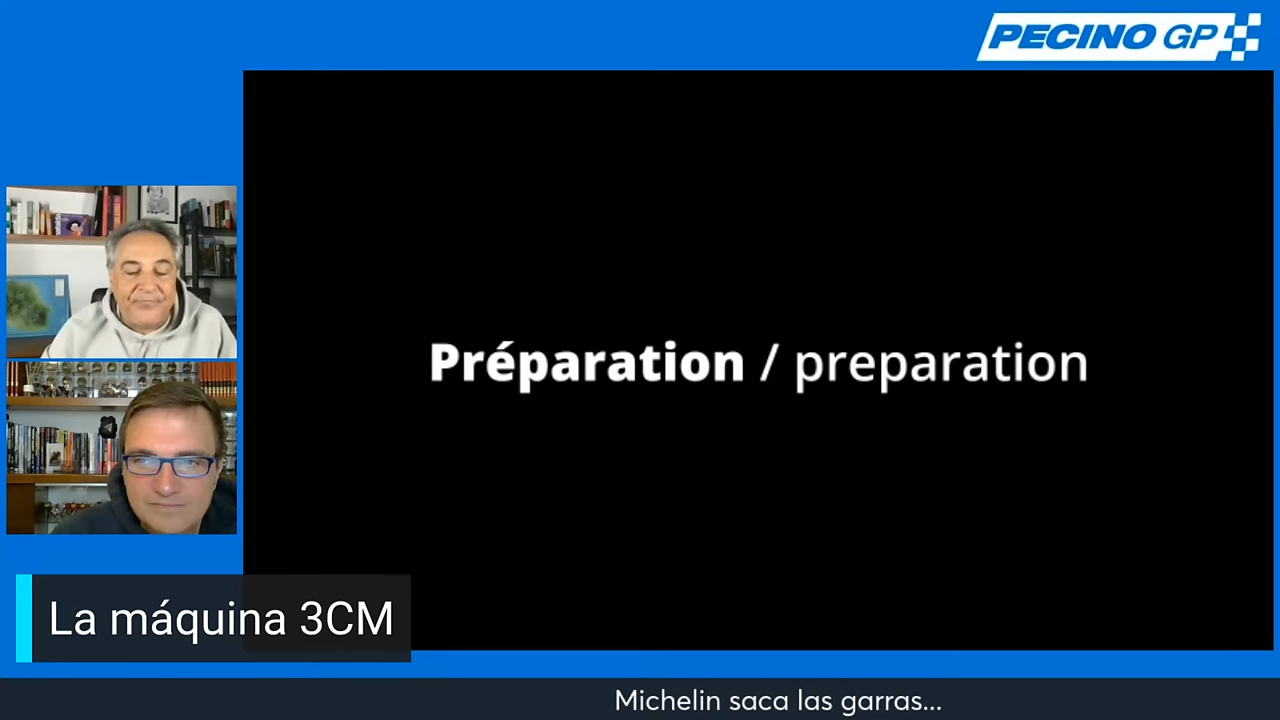 PECINO GP
Préparation / preparation
La máquina 3CM
Michelin saca las garras...